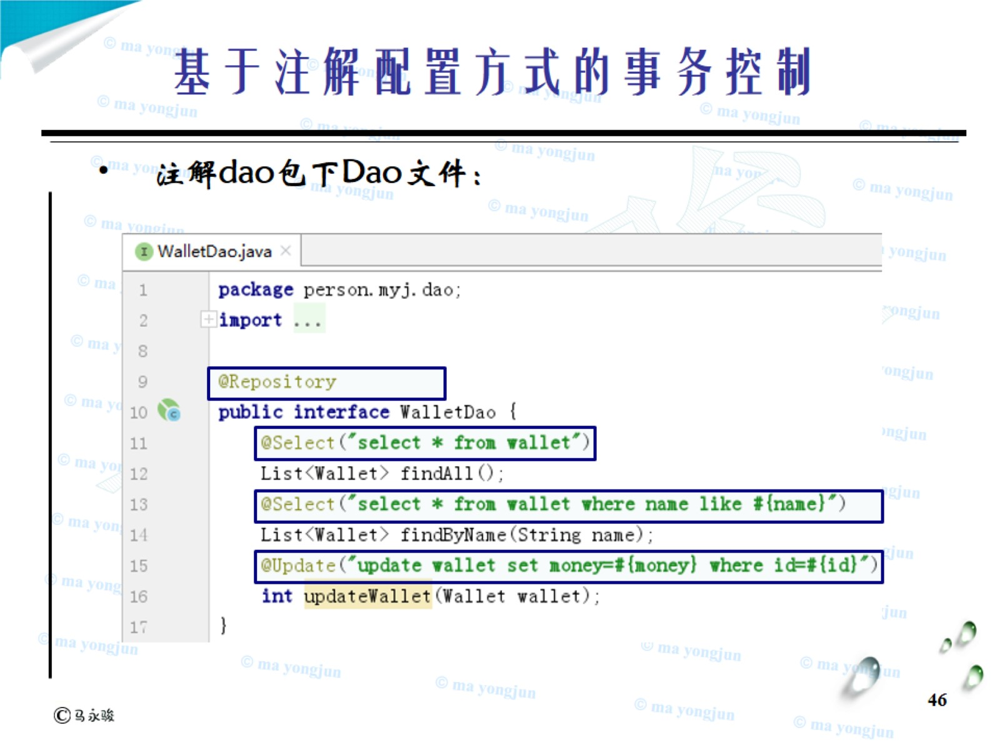 基于注解配置方式的事务控制
• 注解dao包下Dao文件：
WalletDao.java
1 package person.myj.dao;
2 import ...
8
9 @Repository
10 public interface WalletDao {
11 @Select("select * from wallet")
12 List<Wallet> findAll();
13 @Select("select * from wallet where name like #{name}")
14 List<Wallet> findByName(String name);
15 @Update("update wallet set money=#{money} where id=#{id}")
16 int updateWallet(Wallet wallet);
17 }
46
©马永骏
© ma yongjun